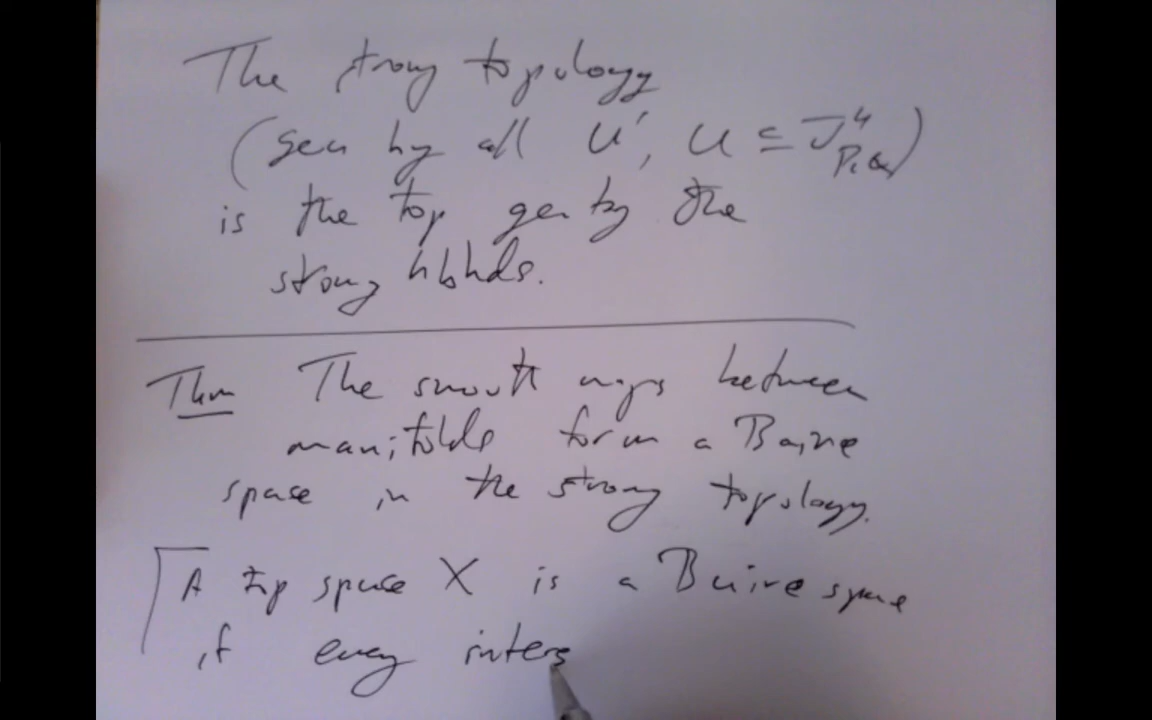 The strong topology
(gen by all U', U ⊆ J^4_{P,Q})
is the top gen by the
strong nbhds.
Thm The smooth maps between
manifolds form a Baire
space in the strong topology.
A top space X is a Baire space
if every inters